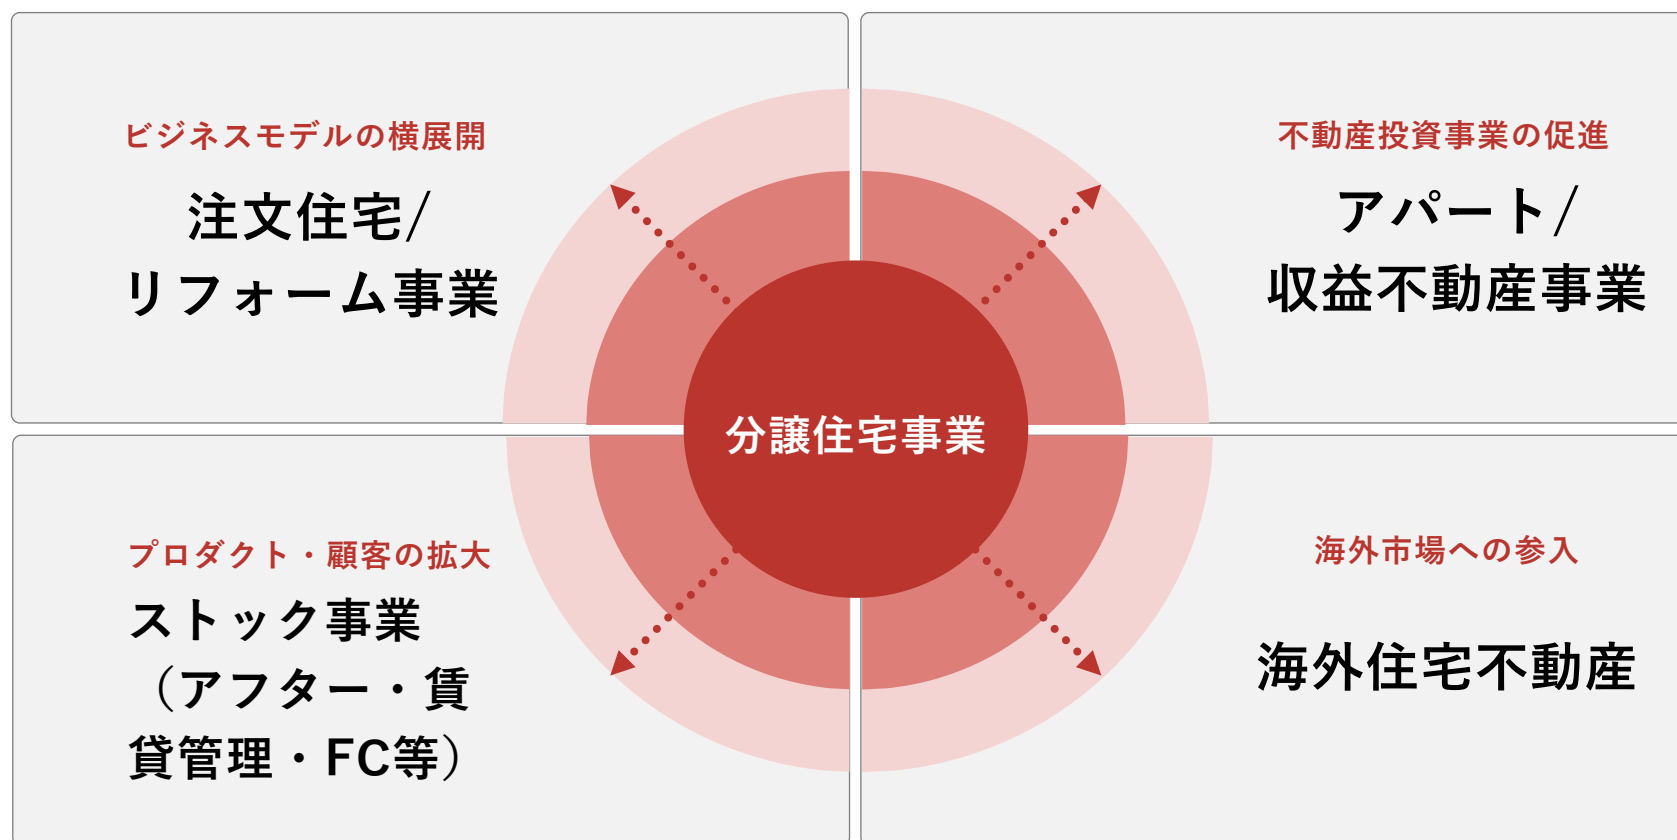 ビジネスモデルの横展開
注文住宅/
リフォーム事業
不動産投資事業の促進
アパート/
収益不動産事業
分譲住宅事業
プロダクト・顧客の拡大
ストック事業
（アフター・賃
貸管理・FC等）
海外市場への参入
海外住宅不動産